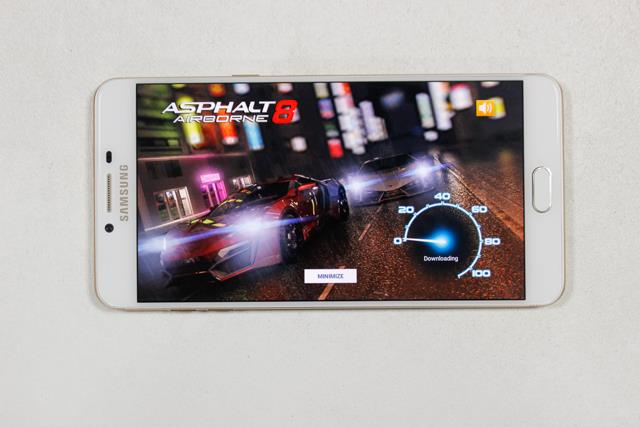 SAMSUNG
ASPHALT 8
AIRBORNE
0
20
40
60
80
100
Downloading
MINIMIZE